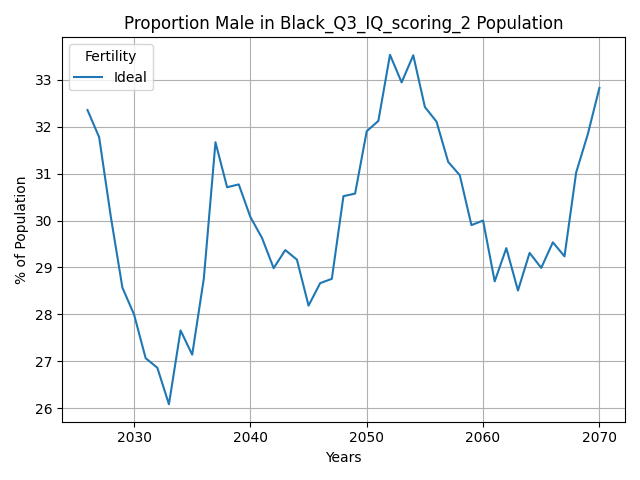 Proportion Male in Black_Q3_IQ_scoring_2 Population
Fertility
Ideal
% of Population
33
32
31
30
29
28
27
26
2030 2040 2050 2060 2070
Years